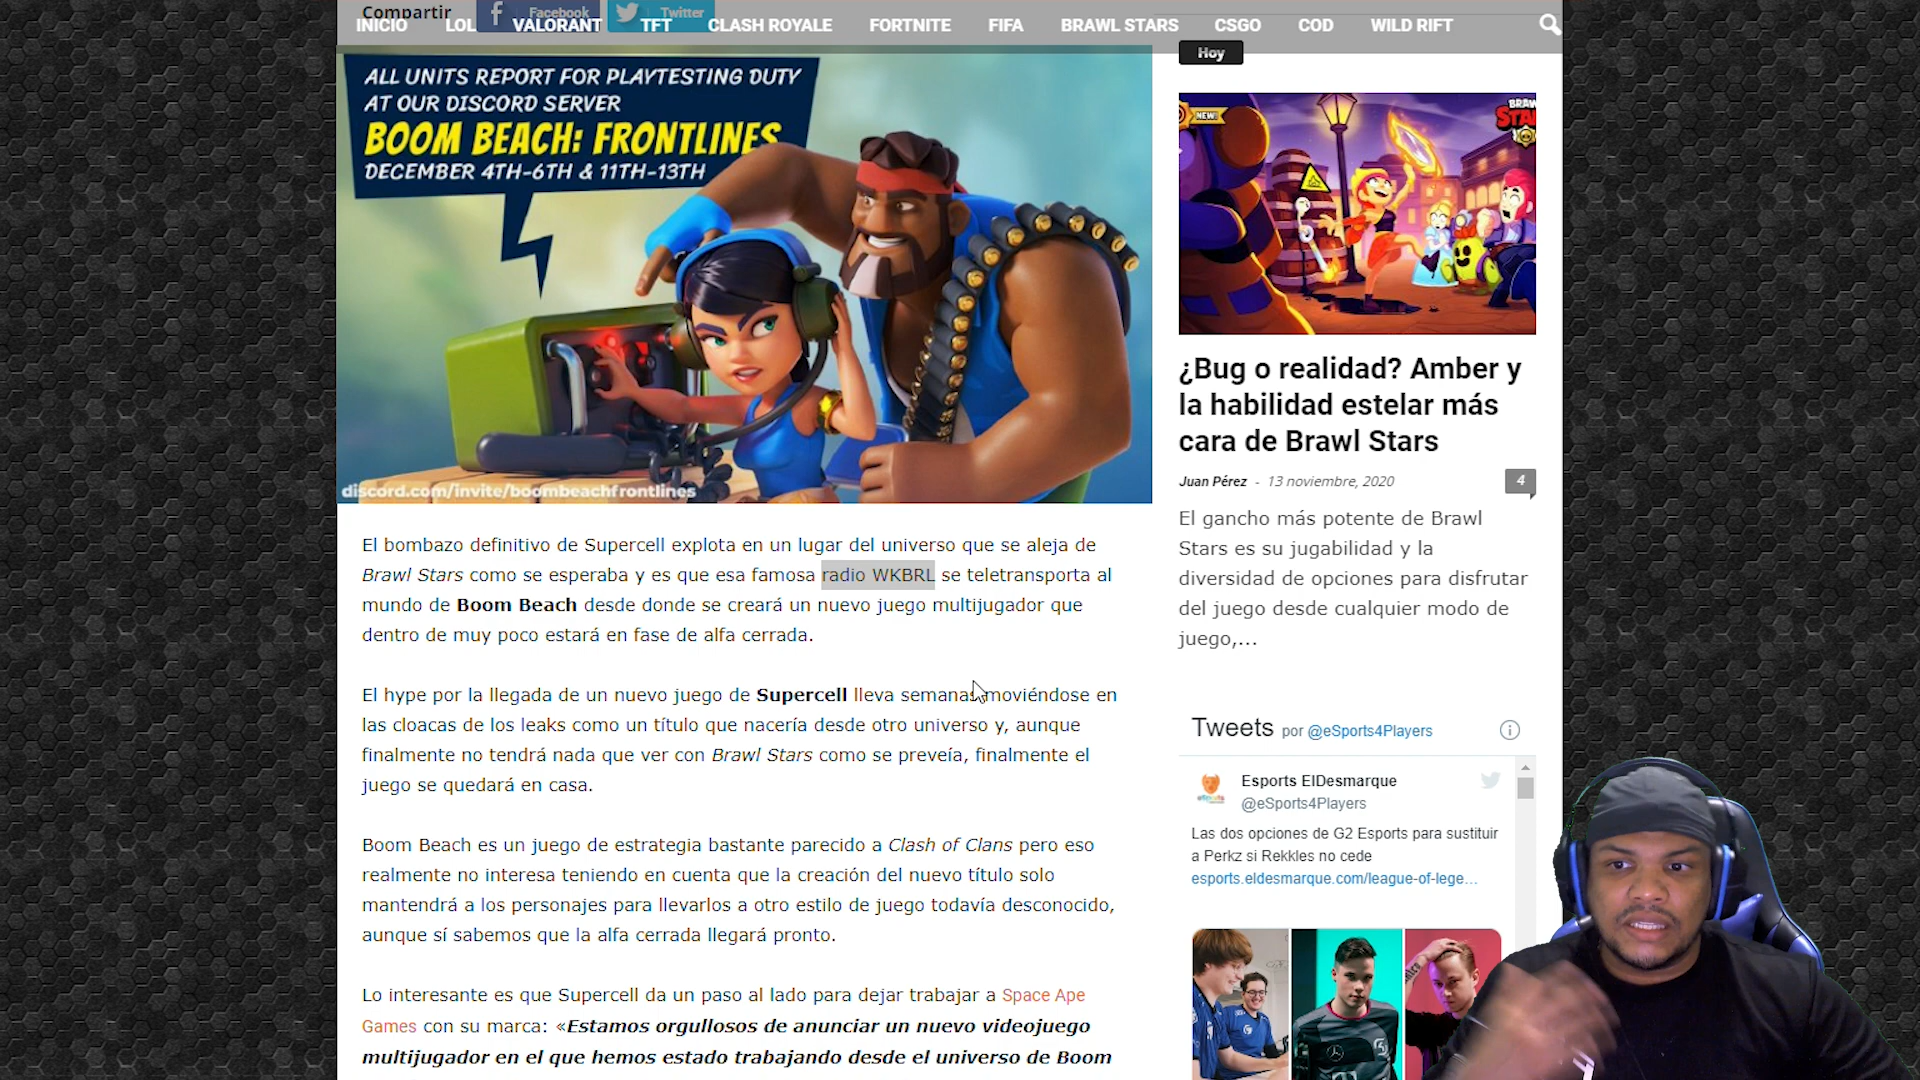 Compartir
Facebook
Twitter
INICIO LOL VALORANT TFT CLASH ROYALE FORTNITE FIFA BRAWL STARS CSGO COD WILD RIFT
ALL UNITS REPORT FOR PLAYTESTING DUTY
AT OUR DISCORD SERVER
BOOM BEACH: FRONTLINES
DECEMBER 4TH-6TH & 11TH-13TH
discord.com/invite/boombeachfrontlines
El bombazo definitivo de Supercell explota en un lugar del universo que se aleja de
Brawl Stars como se esperaba y es que esa famosa radio WKBRL se teletransporta al
mundo de Boom Beach desde donde se creará un nuevo juego multijugador que
dentro de muy poco estará en fase de alfa cerrada.
El hype por la llegada de un nuevo juego de Supercell lleva semanas moviéndose en
las cloacas de los leaks como un título que nacería desde otro universo y, aunque
finalmente no tendrá nada que ver con Brawl Stars como se preveía, finalmente el
juego se quedará en casa.
Boom Beach es un juego de estrategia bastante parecido a Clash of Clans pero eso
realmente no interesa teniendo en cuenta que la creación del nuevo título solo
mantendrá a los personajes para llevarlos a otro estilo de juego todavía desconocido,
aunque sí sabemos que la alfa cerrada llegará pronto.
Lo interesante es que Supercell da un paso al lado para dejar trabajar a Space Ape
Games con su marca: «Estamos orgullosos de anunciar un nuevo videojuego
multijugador en el que hemos estado trabajando desde el universo de Boom
Hoy
NEW!
¿Bug o realidad? Amber y
la habilidad estelar más
cara de Brawl Stars
Juan Pérez - 13 noviembre, 2020
4
El gancho más potente de Brawl
Stars es su jugabilidad y la
diversidad de opciones para disfrutar
del juego desde cualquier modo de
juego,...
Tweets por @eSports4Players
Esports ElDesmarque
@eSports4Players
Las dos opciones de G2 Esports para sustituir
a Perkz si Rekkles no cede
esports.eldesmarque.com/league-of-lege…